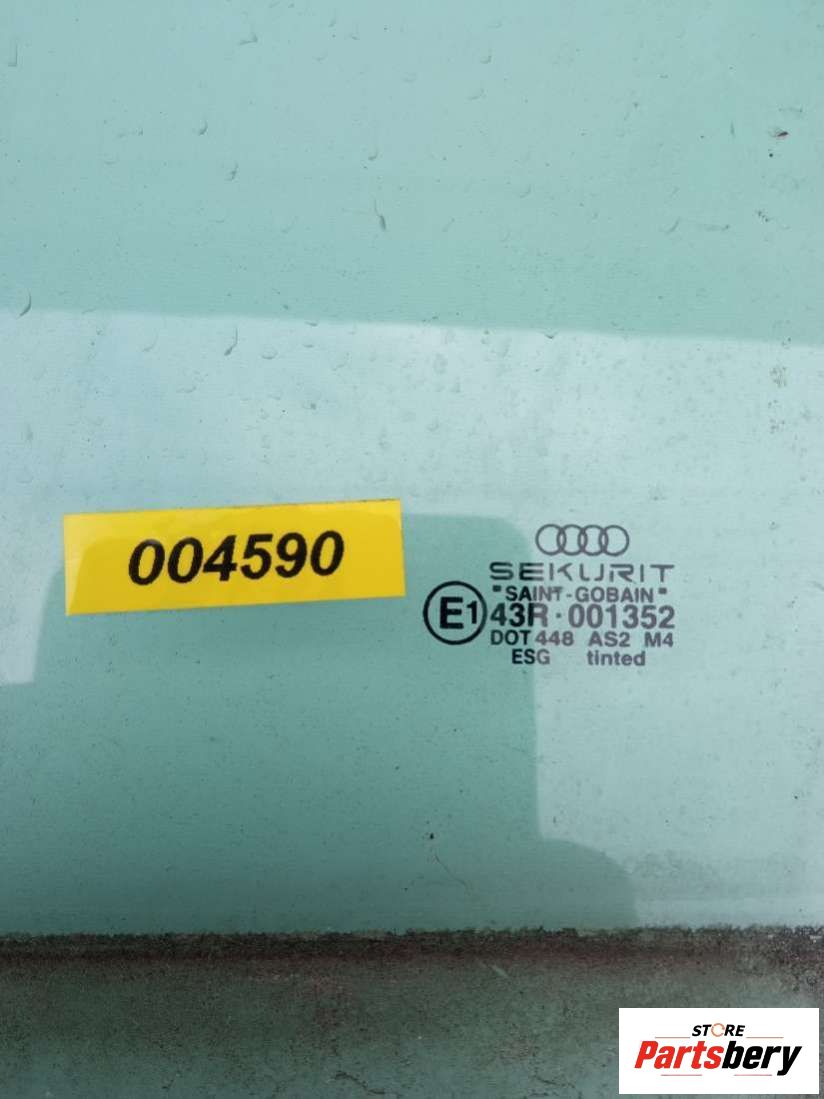 004590
SEKURIT
"SAINT-GOBAIN"
E1 43R·001352
DOT 448 AS2 M4
ESG tinted
STORE
Partsbery